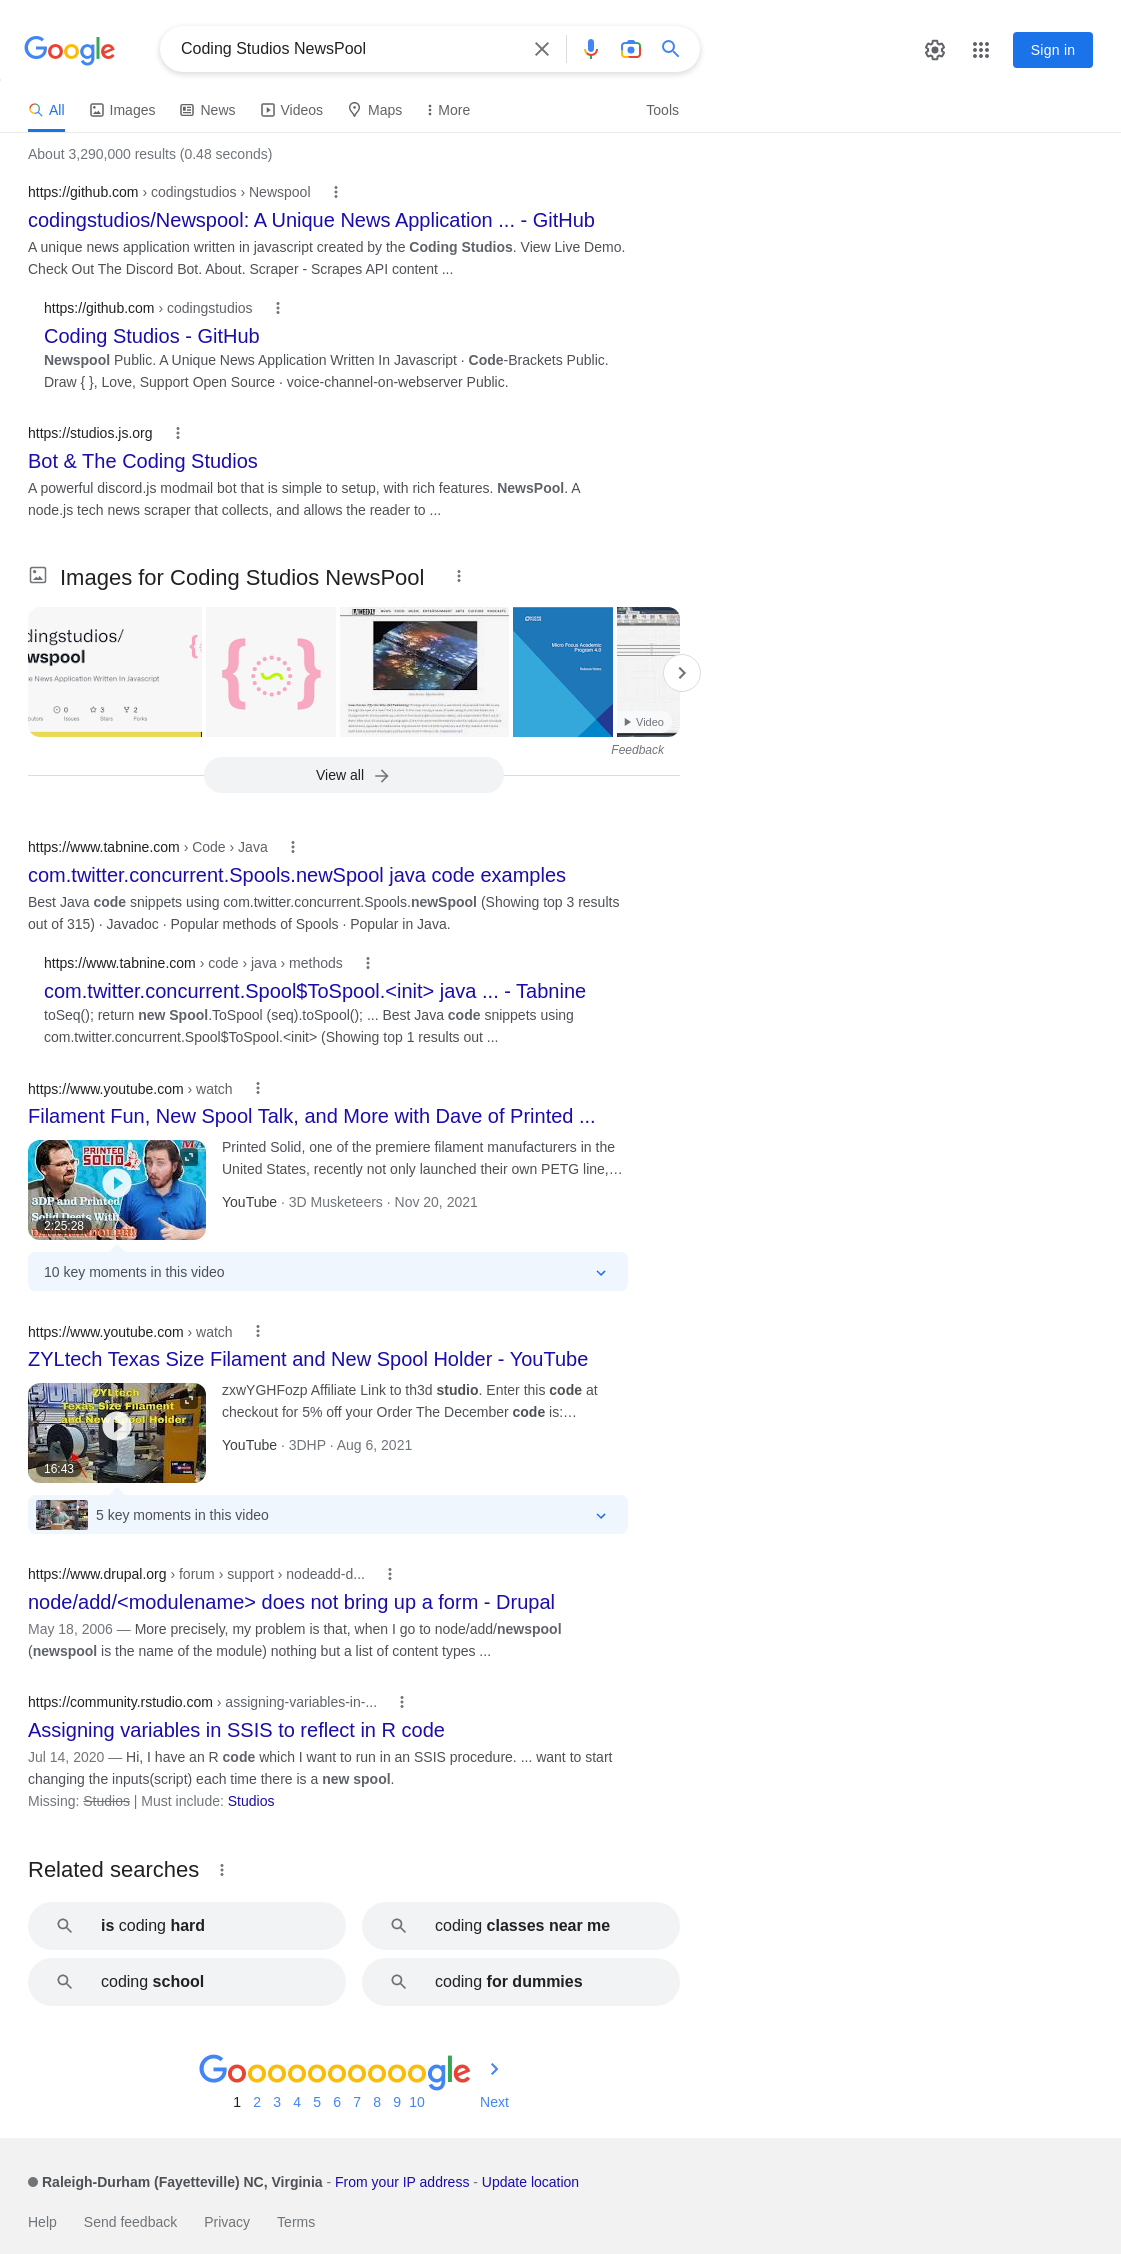 Google
Coding Studios NewsPool
Sign in
All
Images
News
Videos
Maps
More
Tools
About 3,290,000 results (0.48 seconds)
https://github.com › codingstudios › Newspool
codingstudios/Newspool: A Unique News Application ... - GitHub
A unique news application written in javascript created by the Coding Studios. View Live Demo.
Check Out The Discord Bot. About. Scraper - Scrapes API content ...
https://github.com › codingstudios
Coding Studios - GitHub
Newspool Public. A Unique News Application Written In Javascript · Code-Brackets Public.
Draw { }, Love, Support Open Source · voice-channel-on-webserver Public.
https://studios.js.org
Bot & The Coding Studios
A powerful discord.js modmail bot that is simple to setup, with rich features. NewsPool. A
node.js tech news scraper that collects, and allows the reader to ...
Images for Coding Studios NewsPool
dingstudios/
wspool
e News Application Written In Javascript
0
3
2
Issues
Stars
Forks
WEEKLY NEWS FOOD MUSIC ENTERTAINMENT ARTS CULTURE PODCASTS
Micro Focus Academic
Program 4.0
Release Notes
Video
Feedback
View all
https://www.tabnine.com › Code › Java
com.twitter.concurrent.Spools.newSpool java code examples
Best Java code snippets using com.twitter.concurrent.Spools.newSpool (Showing top 3 results
out of 315) · Javadoc · Popular methods of Spools · Popular in Java.
https://www.tabnine.com › code › java › methods
com.twitter.concurrent.Spool$ToSpool.<init> java ... - Tabnine
toSeq(); return new Spool.ToSpool (seq).toSpool(); ... Best Java code snippets using
com.twitter.concurrent.Spool$ToSpool.<init> (Showing top 1 results out ...
https://www.youtube.com › watch
Filament Fun, New Spool Talk, and More with Dave of Printed ...
PRINTED
SOLID
3DP and Printed
Solid Deets With
2:25:28
Printed Solid, one of the premiere filament manufacturers in the
United States, recently not only launched their own PETG line,…
YouTube · 3D Musketeers · Nov 20, 2021
10 key moments in this video
https://www.youtube.com › watch
ZYLtech Texas Size Filament and New Spool Holder - YouTube
ZYLtech
Texas Size Filament
and New Spool Holder
16:43
zxwYGHFozp Affiliate Link to th3d studio. Enter this code at
checkout for 5% off your Order The December code is:…
YouTube · 3DHP · Aug 6, 2021
5 key moments in this video
https://www.drupal.org › forum › support › nodeadd-d...
node/add/<modulename> does not bring up a form - Drupal
May 18, 2006 — More precisely, my problem is that, when I go to node/add/newspool
(newspool is the name of the module) nothing but a list of content types ...
https://community.rstudio.com › assigning-variables-in-...
Assigning variables in SSIS to reflect in R code
Jul 14, 2020 — Hi, I have an R code which I want to run in an SSIS procedure. ... want to start
changing the inputs(script) each time there is a new spool.
Missing: Studios | Must include: Studios
Related searches
is coding hard
coding classes near me
coding school
coding for dummies
Goooooooooogle
1 2 3 4 5 6 7 8 9 10 Next
Raleigh-Durham (Fayetteville) NC, Virginia - From your IP address - Update location
Help Send feedback Privacy Terms